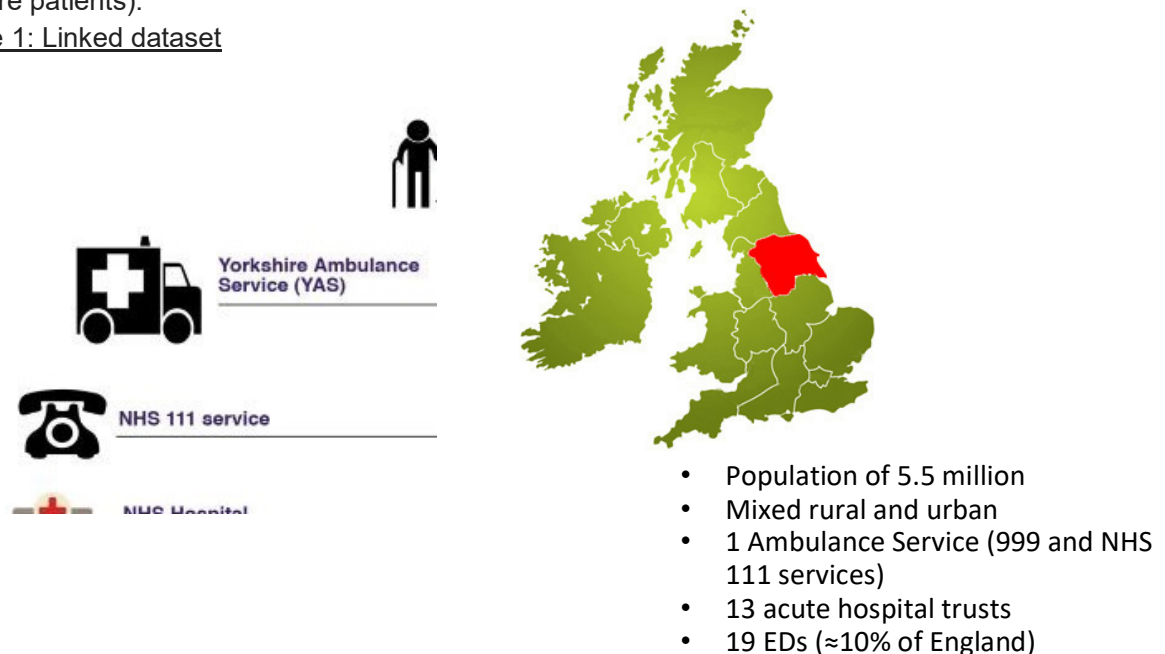 re patients).
e 1: Linked dataset
Yorkshire Ambulance
Service (YAS)
NHS 111 service
NHS Hospital
• Population of 5.5 million
• Mixed rural and urban
• 1 Ambulance Service (999 and NHS
111 services)
• 13 acute hospital trusts
• 19 EDs (≈10% of England)